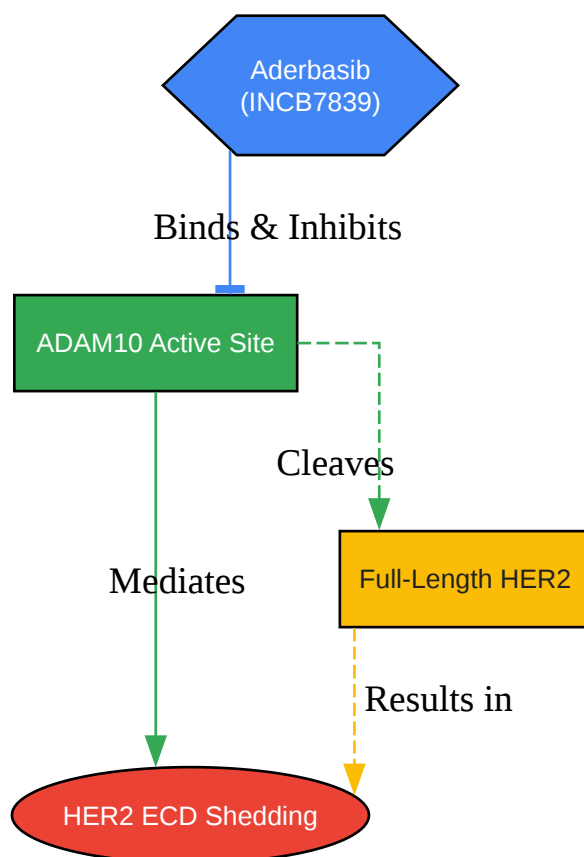 Aderbasib
(INCB7839)
Binds & Inhibits
ADAM10 Active Site
Cleaves
Full-Length HER2
Mediates
Results in
HER2 ECD Shedding